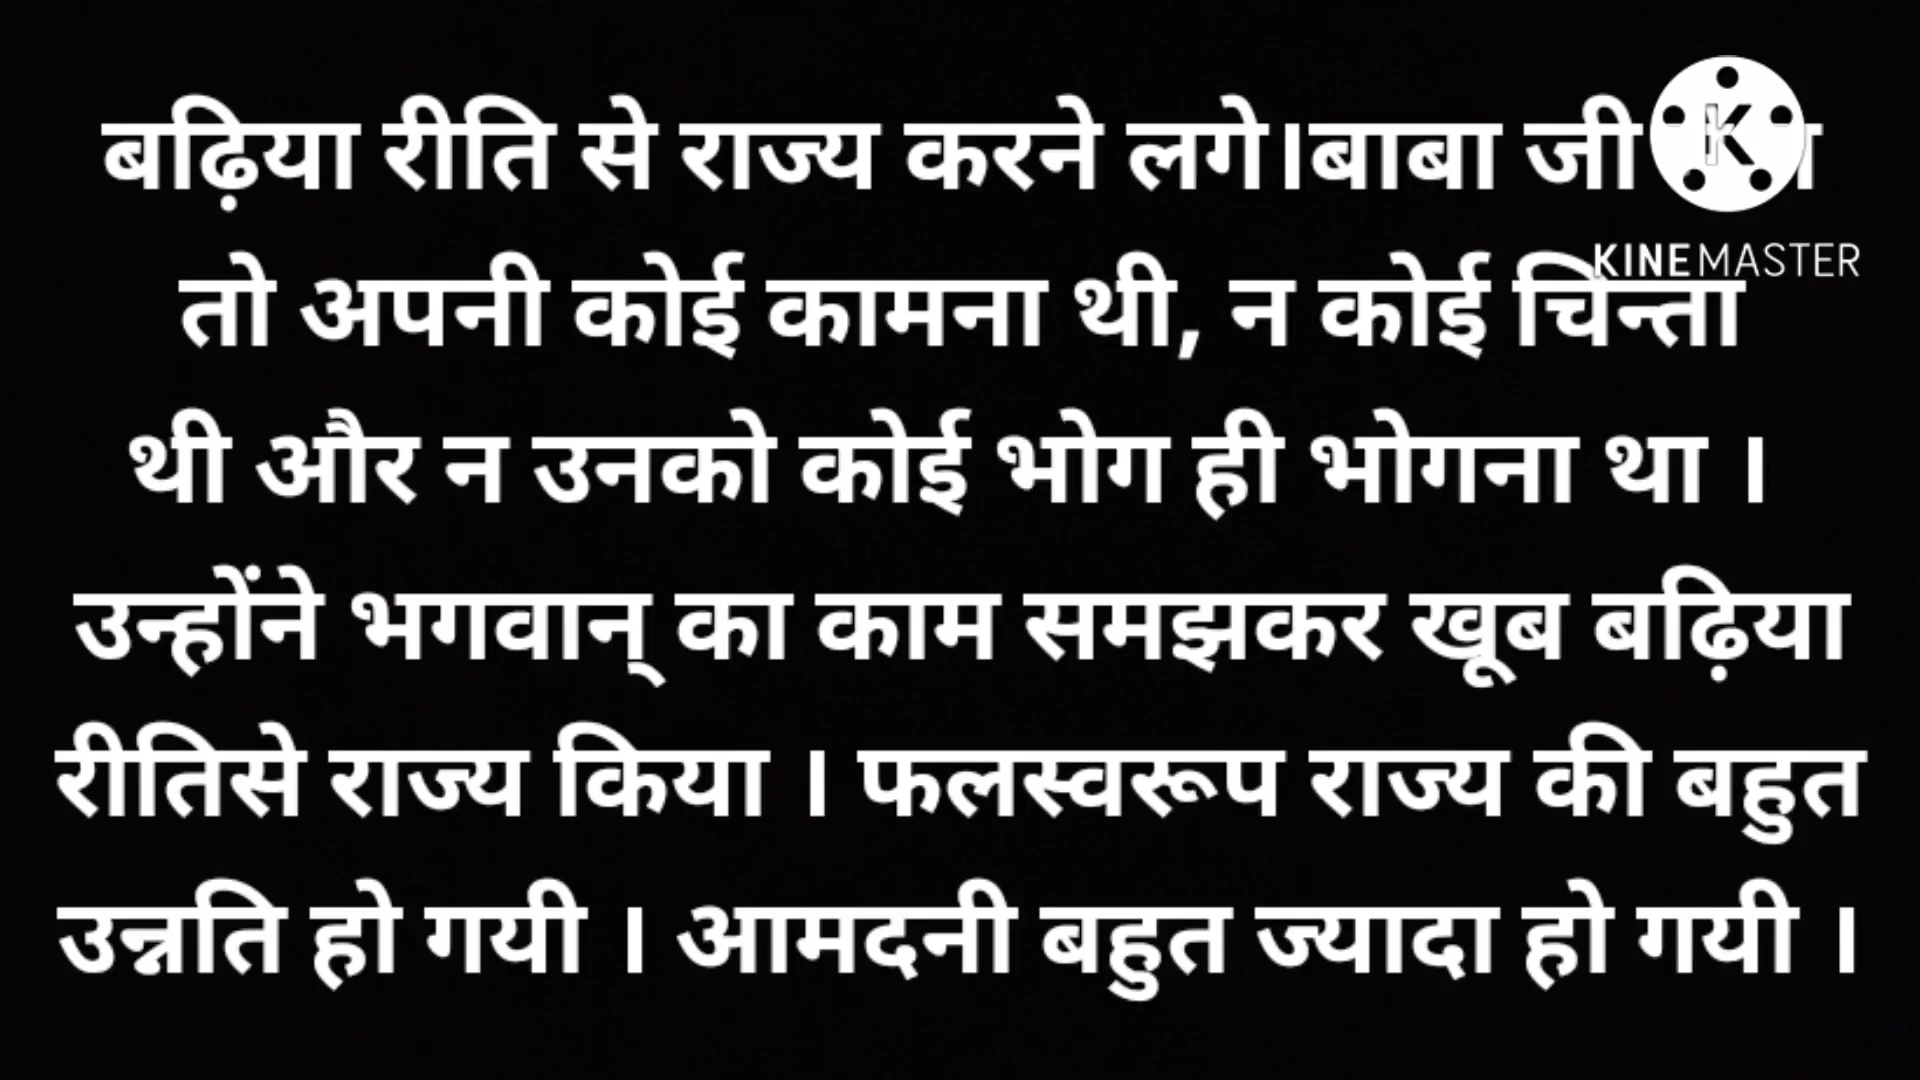 बढ़िया रीति से राज्य करने लगे।बाबा जी
KINEMASTER
तो अपनी कोई कामना थी, न कोई चिन्ता
थी और न उनको कोई भोग ही भोगना था ।
उन्होंने भगवान् का काम समझकर खूब बढ़िया
रीतिसे राज्य किया । फलस्वरूप राज्य की बहुत
उन्नति हो गयी । आमदनी बहुत ज्यादा हो गयी ।